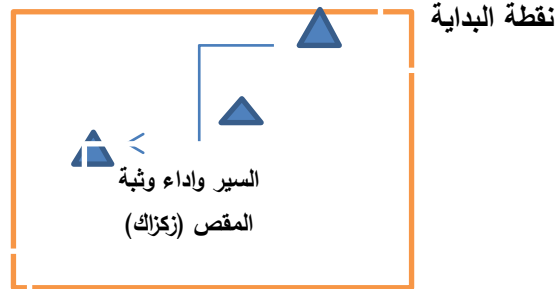 نقطة البداية
السير واداء وثبة
المقص (زكزاك)